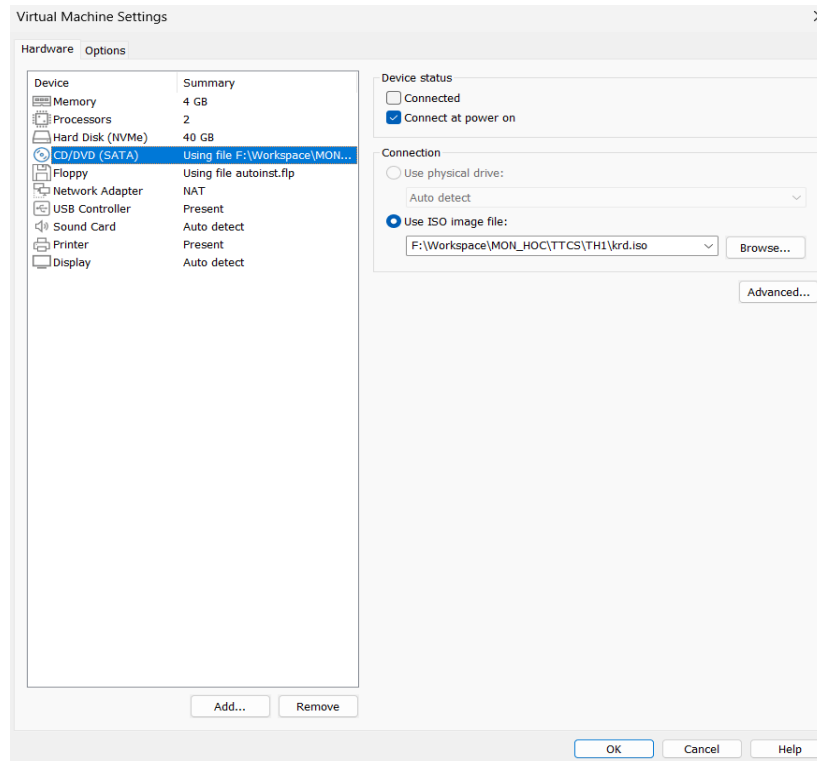 Virtual Machine Settings
Hardware Options
Device Summary
Memory 4 GB
Processors 2
Hard Disk (NVMe) 40 GB
CD/DVD (SATA) Using file F:\Workspace\MON...
Floppy Using file autoinst.flp
Network Adapter NAT
USB Controller Present
Sound Card Auto detect
Printer Present
Display Auto detect
Add... Remove
Device status
Connected
Connect at power on
Connection
Use physical drive:
Auto detect
Use ISO image file:
F:\Workspace\MON_HOC\TTCS\TH1\krd.iso Browse...
Advanced...
OK Cancel Help